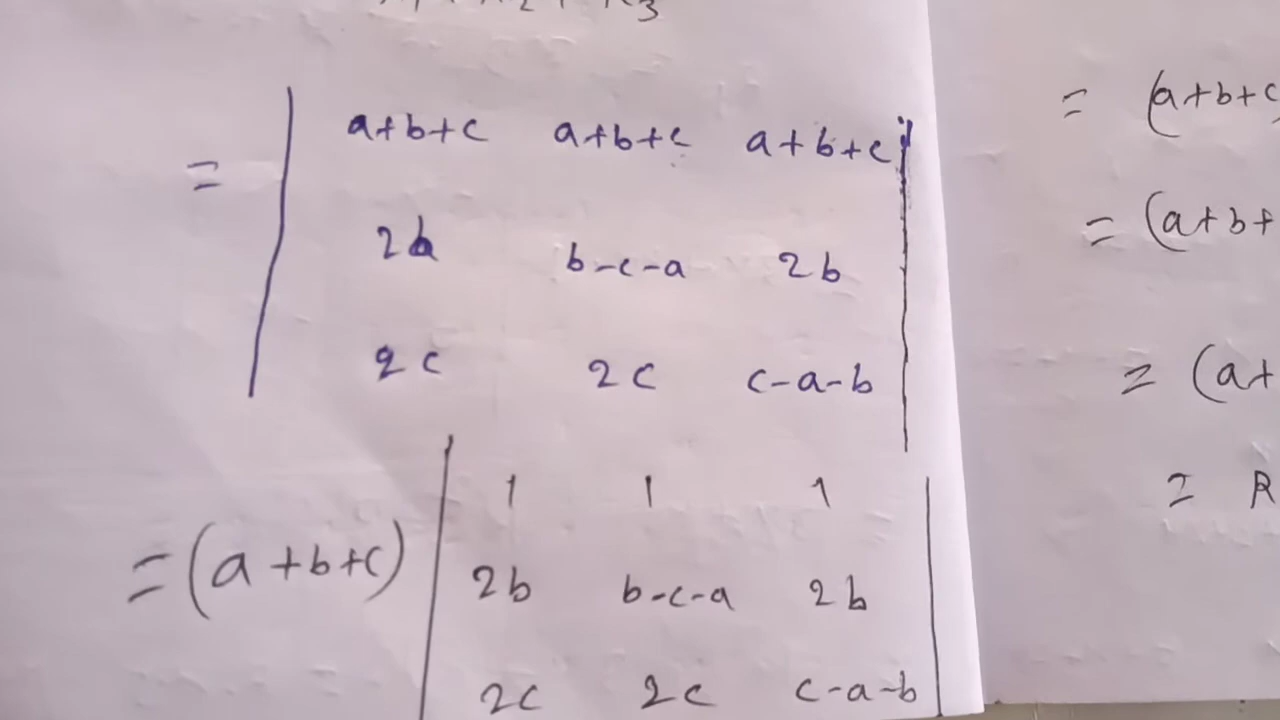 = | a+b+c a+b+c a+b+c |
2b b-c-a 2b
2c 2c c-a-b
= (a+b+c) | 1 1 1 |
2b b-c-a 2b
2c 2c c-a-b
= (a+b+c
= (a+b+
= (a+
= R